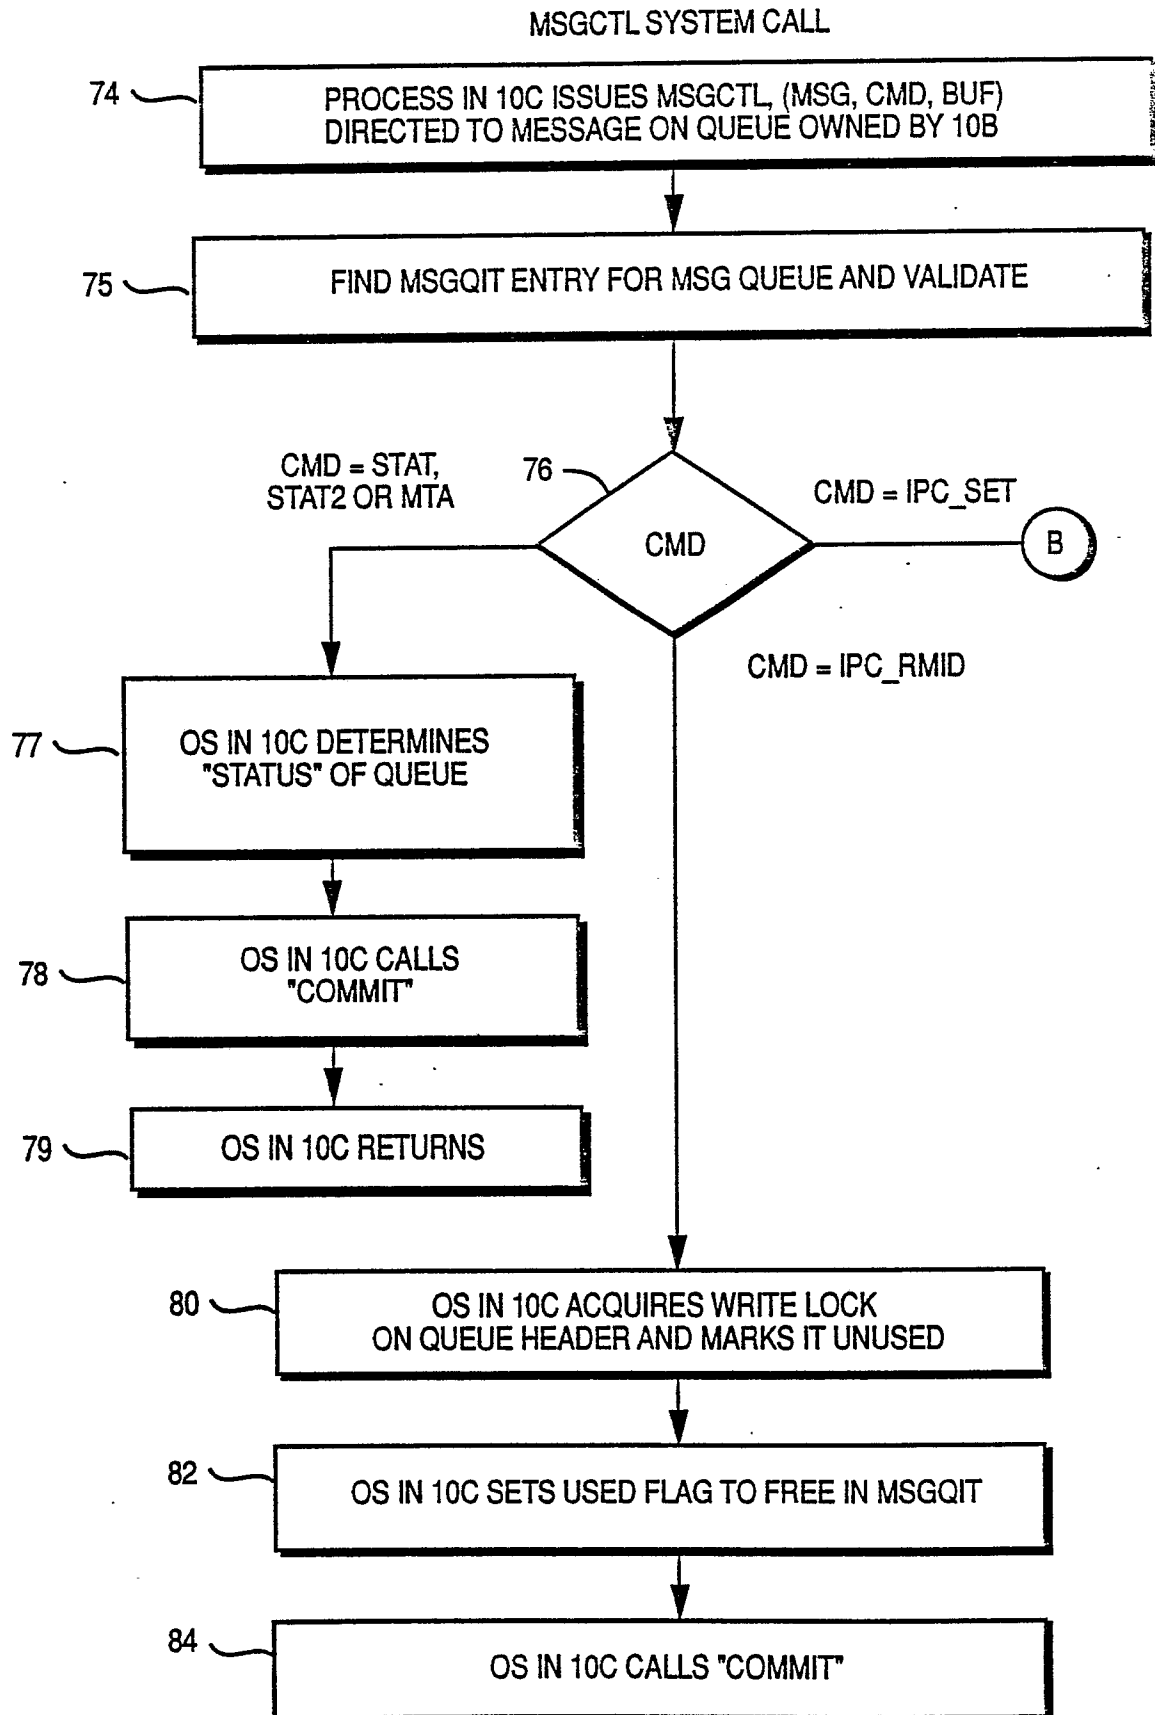 MSGCTL SYSTEM CALL
74
PROCESS IN 10C ISSUES MSGCTL, (MSG, CMD, BUF)
DIRECTED TO MESSAGE ON QUEUE OWNED BY 10B
75
FIND MSGQIT ENTRY FOR MSG QUEUE AND VALIDATE
CMD = STAT,
STAT2 OR MTA
76
CMD
CMD = IPC_SET
B
CMD = IPC_RMID
77
OS IN 10C DETERMINES
"STATUS" OF QUEUE
78
OS IN 10C CALLS
"COMMIT"
79
OS IN 10C RETURNS
80
OS IN 10C ACQUIRES WRITE LOCK
ON QUEUE HEADER AND MARKS IT UNUSED
82
OS IN 10C SETS USED FLAG TO FREE IN MSGQIT
84
OS IN 10C CALLS "COMMIT"